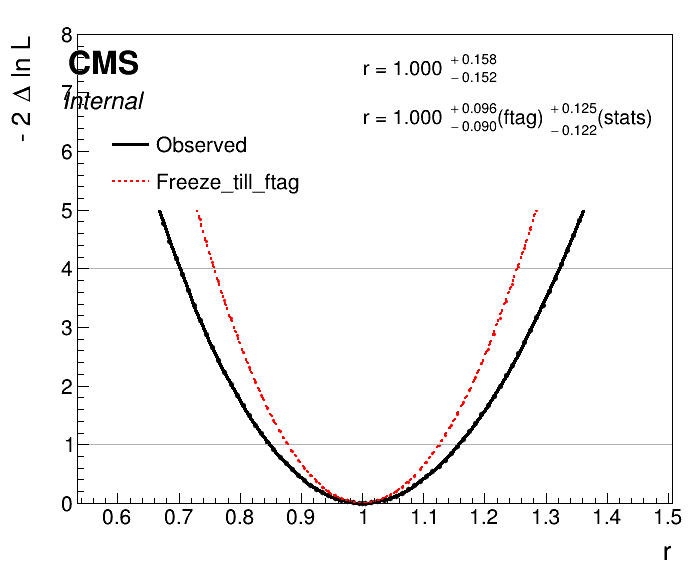 - 2 Δ ln L
8
7
6
5
4
3
2
1
0
CMS
Internal
r = 1.000 + 0.158 - 0.152
r = 1.000 + 0.096 - 0.090 (ftag) + 0.125 - 0.122 (stats)
Observed
Freeze_till_ftag
0.6 0.7 0.8 0.9 1 1.1 1.2 1.3 1.4 1.5
r